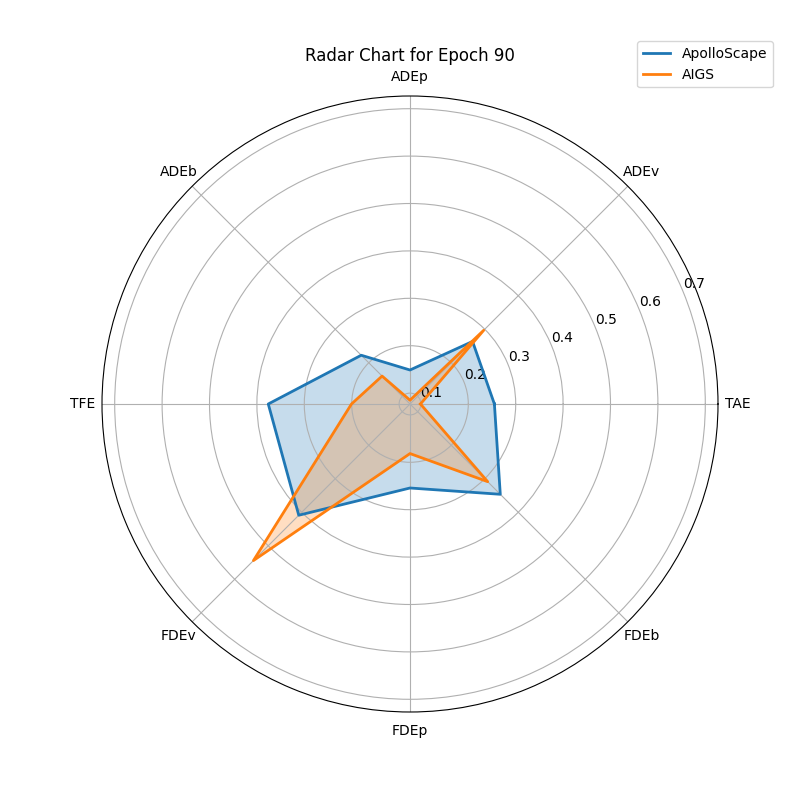 Radar Chart for Epoch 90
ApolloScape
AIGS
ADEp
ADEb
ADEv
0.7
0.6
0.5
0.4
0.3
0.2
0.1
TFE
TAE
FDEv
FDEb
FDEp